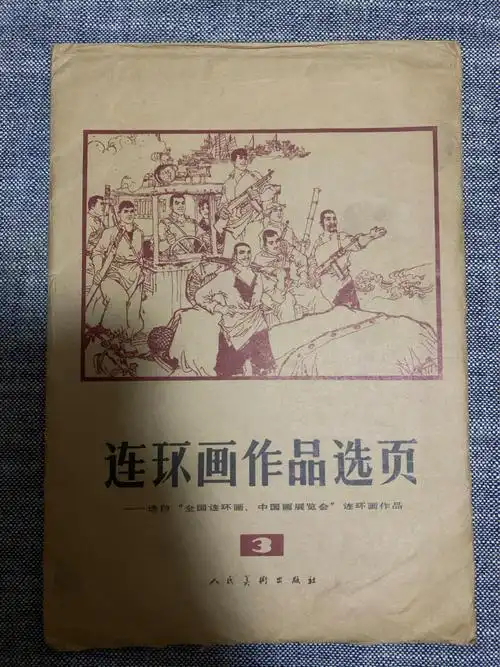 连环画作品选页
——选自“全国连环画、中国画展览会”连环画作品
3
人民美術出版社